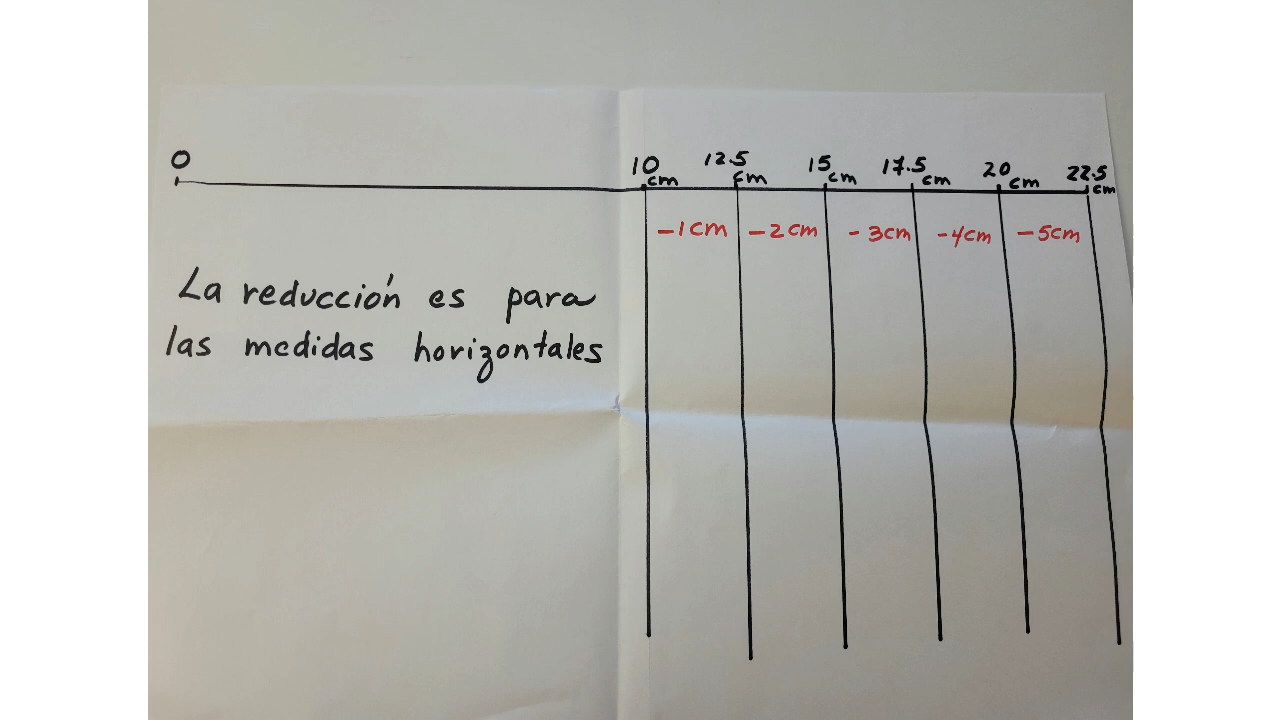 0 10 cm 12.5 cm 15 cm 17.5 cm 20 cm 22.5 cm
-1cm -2cm -3cm -4cm -5cm
La reducción es para
las medidas horizontales